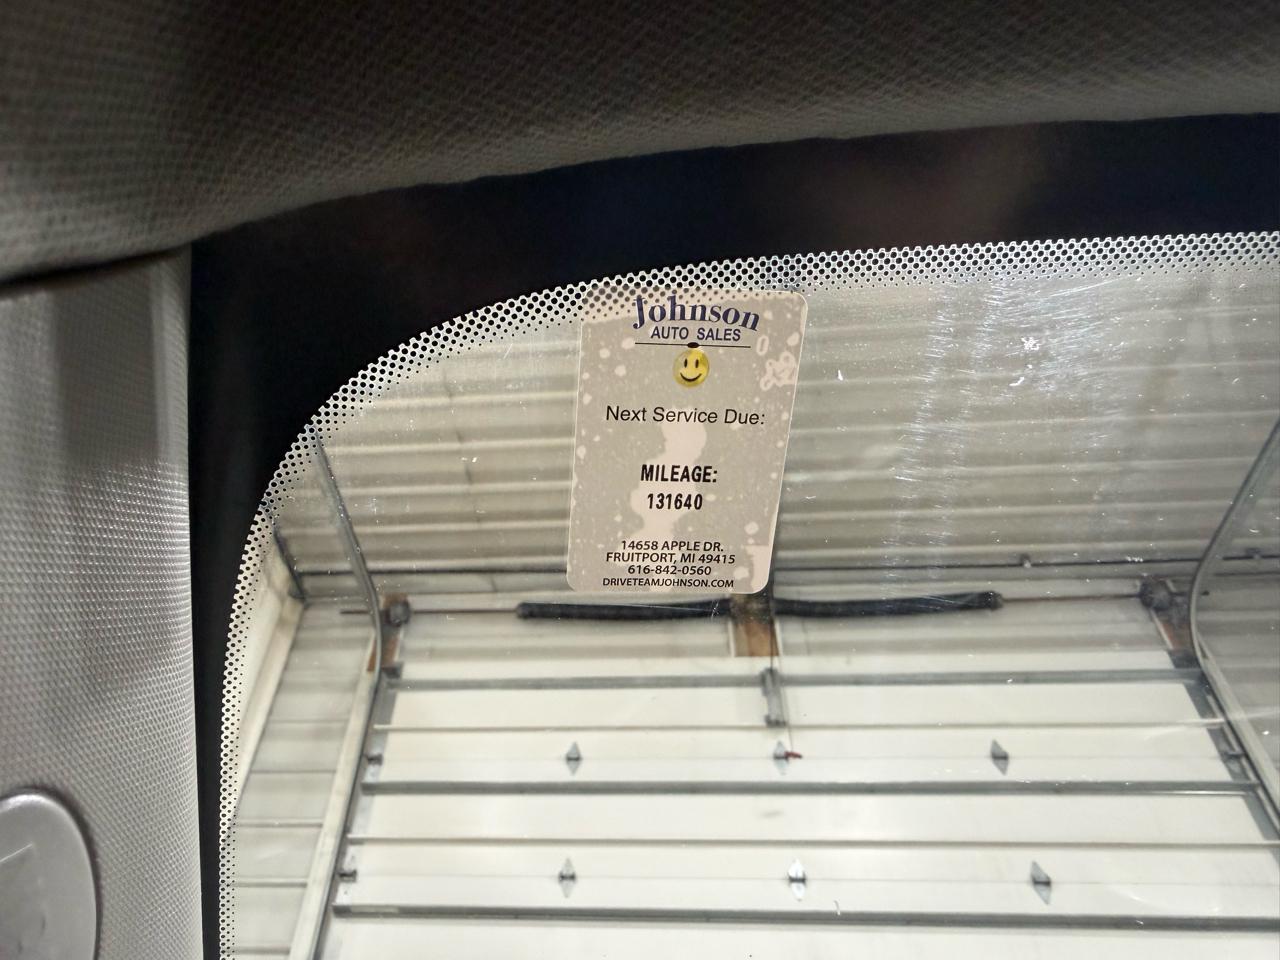 Johnson
AUTO SALES
Next Service Due:
MILEAGE:
131640
14658 APPLE DR.
FRUITPORT, MI 49415
616-842-0560
DRIVETEAMJOHNSON.COM